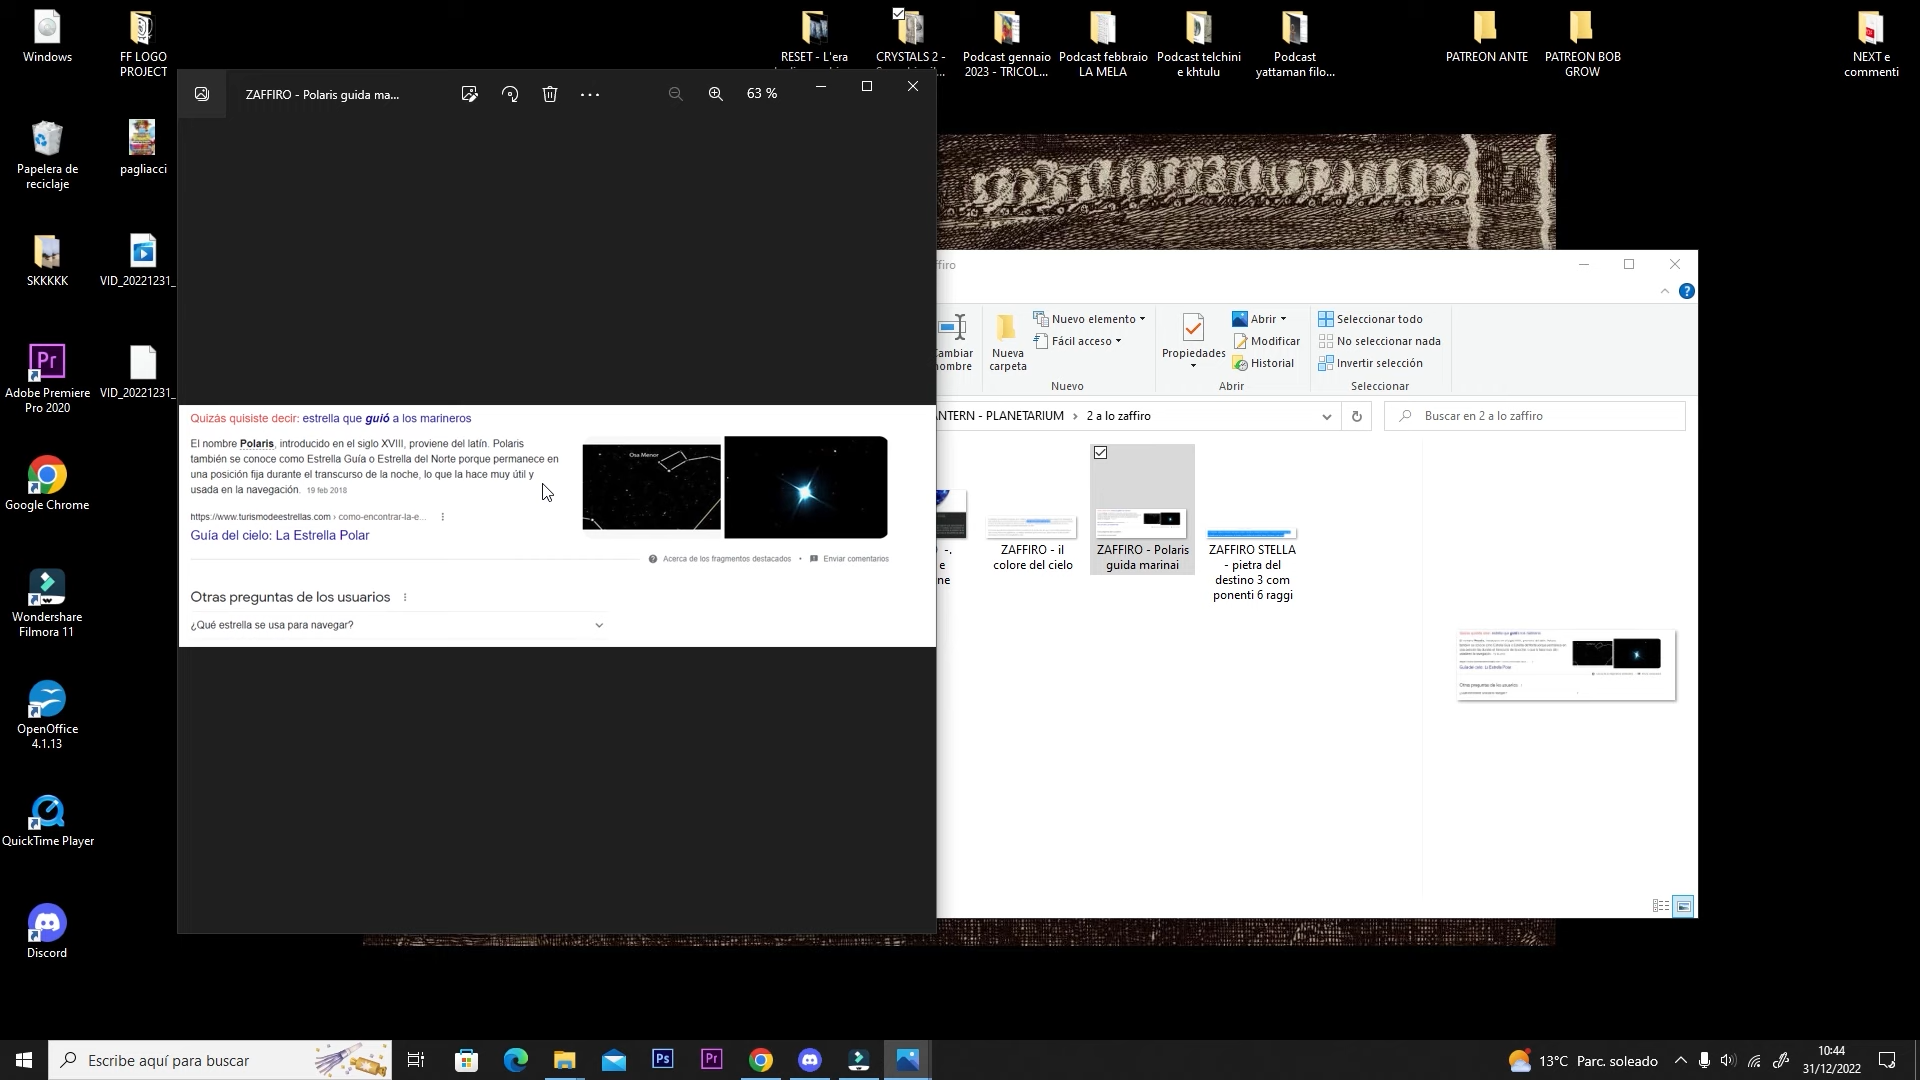 Windows
FF LOGO
PROJECT
RESET - L'era
CRYSTALS 2 -
Podcast gennaio
2023 - TRICOL...
Podcast febbraio
LA MELA
Podcast telchini
e khtulu
Podcast
yattaman filo...
PATREON ANTE
PATREON BOB
GROW
NEXT e
commenti
Papelera de
reciclaje
pagliacci
SKKKKK
VID_20221231_
Adobe Premiere
Pro 2020
VID_20221231_
Google Chrome
Wondershare
Filmora 11
OpenOffice
4.1.13
QuickTime Player
Discord
ZAFFIRO - Polaris guida ma...
63 %
Quizás quisiste decir: estrella que guió a los marineros
El nombre Polaris, introducido en el siglo XVIII, proviene del latín. Polaris
también se conoce como Estrella Guía o Estrella del Norte porque permanece en
una posición fija durante el transcurso de la noche, lo que la hace muy útil y
usada en la navegación. 19 feb 2018
Osa Menor
https://www.turismodeestrellas.com › como-encontrar-la-e...
Guía del cielo: La Estrella Polar
Acerca de los fragmentos destacados • Enviar comentarios
Otras preguntas de los usuarios
¿Qué estrella se usa para navegar?
ffiro
Cambiar
nombre
Nueva
carpeta
Nuevo elemento
Fácil acceso
Nuevo
Propiedades
Abrir
Modificar
Historial
Abrir
Seleccionar todo
No seleccionar nada
Invertir selección
Seleccionar
ANTERN - PLANETARIUM › 2 a lo zaffiro
Buscar en 2 a lo zaffiro
-.
e
ne
ZAFFIRO - il
colore del cielo
ZAFFIRO - Polaris
guida marinai
ZAFFIRO STELLA
- pietra del
destino 3 com
ponenti 6 raggi
Escribe aquí para buscar
Ps
Pr
13°C Parc. soleado
10:44
31/12/2022